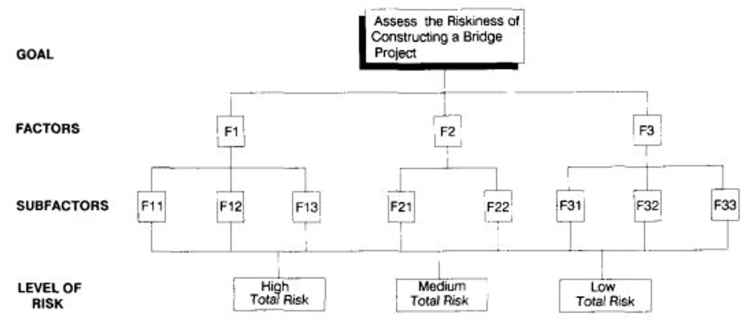 Assess the Riskiness of
Constructing a Bridge
Project
GOAL
FACTORS
F1
F2
F3
SUBFACTORS
F11
F12
F13
F21
F22
F31
F32
F33
LEVEL OF
RISK
High
Total Risk
Medium
Total Risk
Low
Total Risk